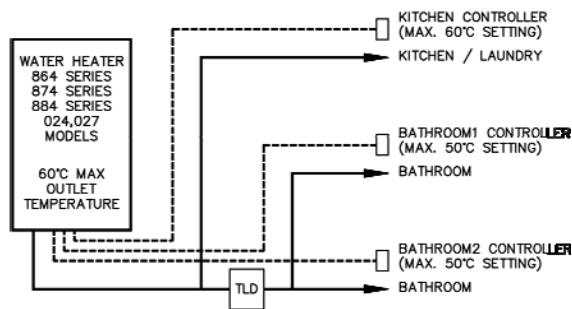 WATER HEATER
864 SERIES
874 SERIES
884 SERIES
024,027
MODELS
60°C MAX
OUTLET
TEMPERATURE
KITCHEN CONTROLLER
(MAX. 60°C SETTING)
KITCHEN / LAUNDRY
BATHROOM1 CONTROLLER
(MAX. 50°C SETTING)
BATHROOM
BATHROOM2 CONTROLLER
(MAX. 50°C SETTING)
TLD
BATHROOM